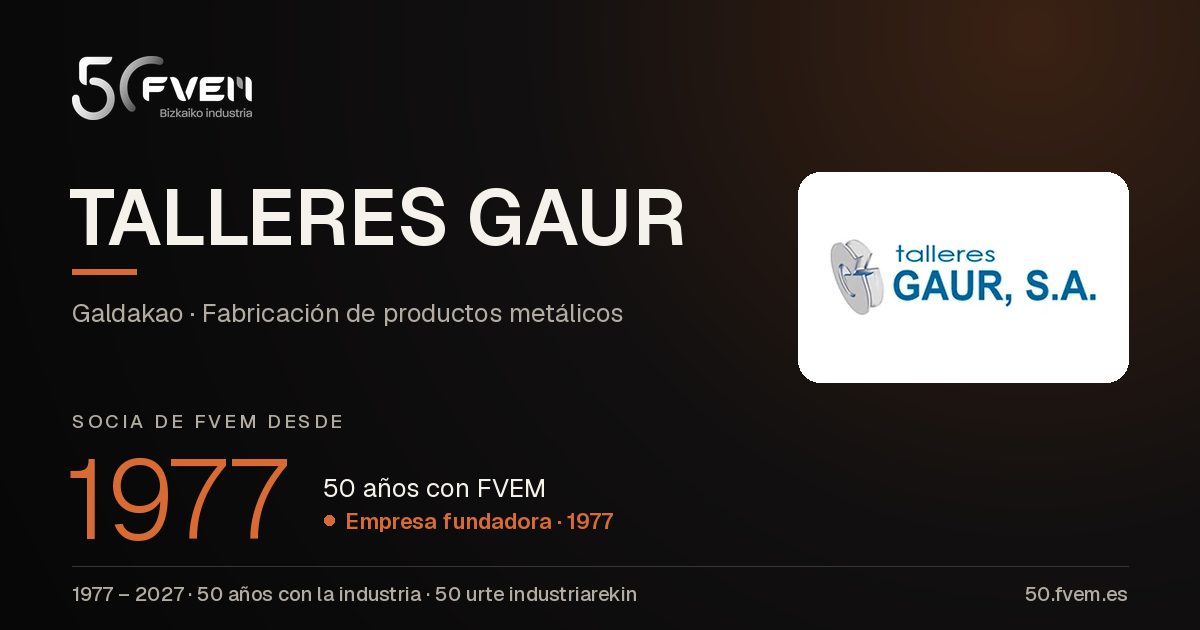 50 FVEM
Bizkaiko industria
TALLERES GAUR
Galdakao · Fabricación de productos metálicos
talleres
GAUR, S.A.
SOCIA DE FVEM DESDE
1977
50 años con FVEM
Empresa fundadora · 1977
1977 – 2027 · 50 años con la industria · 50 urte industriarekin
50.fvem.es